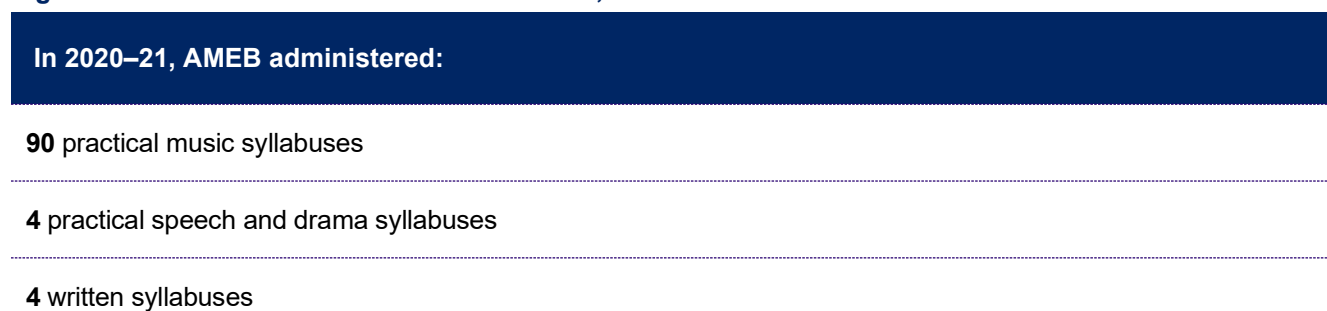 In 2020–21, AMEB administered:
90 practical music syllabuses
4 practical speech and drama syllabuses
4 written syllabuses